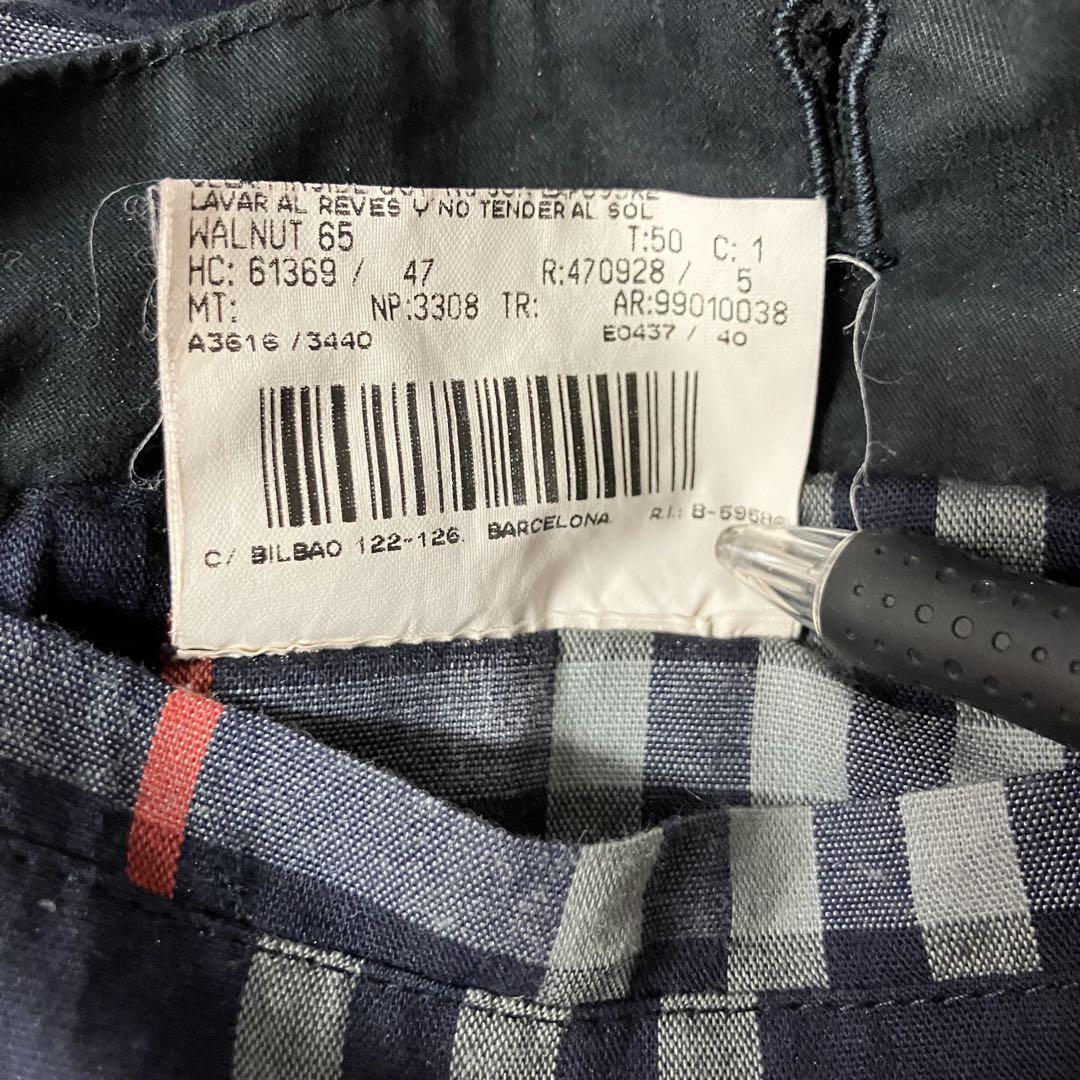 LAVAR AL REVES Y NO TENDER AL SOL
WALNUT 65 T:50 C: 1
HC: 61369 / 47 R:470928 / 5
MT: NP:3308 TR: AR:99010038
A3616 /3440 E0437 / 40
C/ BILBAO 122-126. BARCELONA. R.I.: